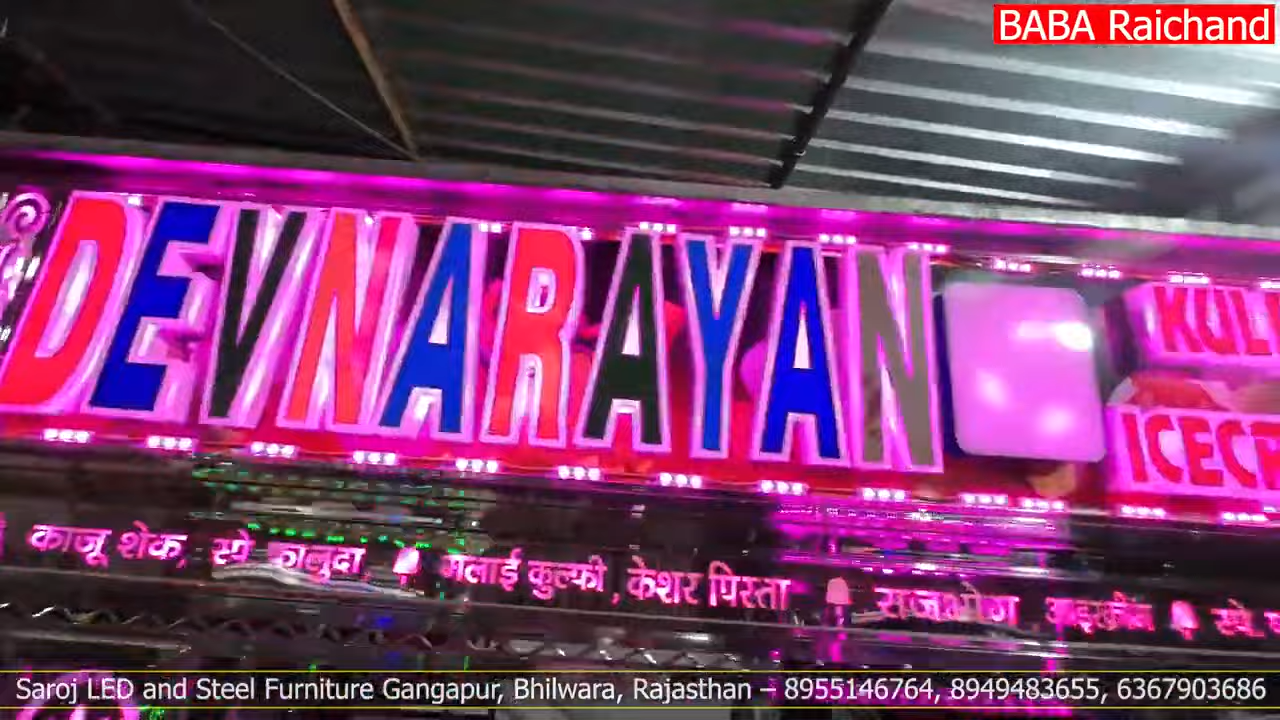 BABA Raichand
DEVNARAYAN
KUL
ICECR
काजू शेक, स्पे फालुदा मलाई कुल्फी, केशर पिस्ता राजभोग आइसक्रीम स्पे.
Saroj LED and Steel Furniture Gangapur, Bhilwara, Rajasthan – 8955146764, 8949483655, 6367903686